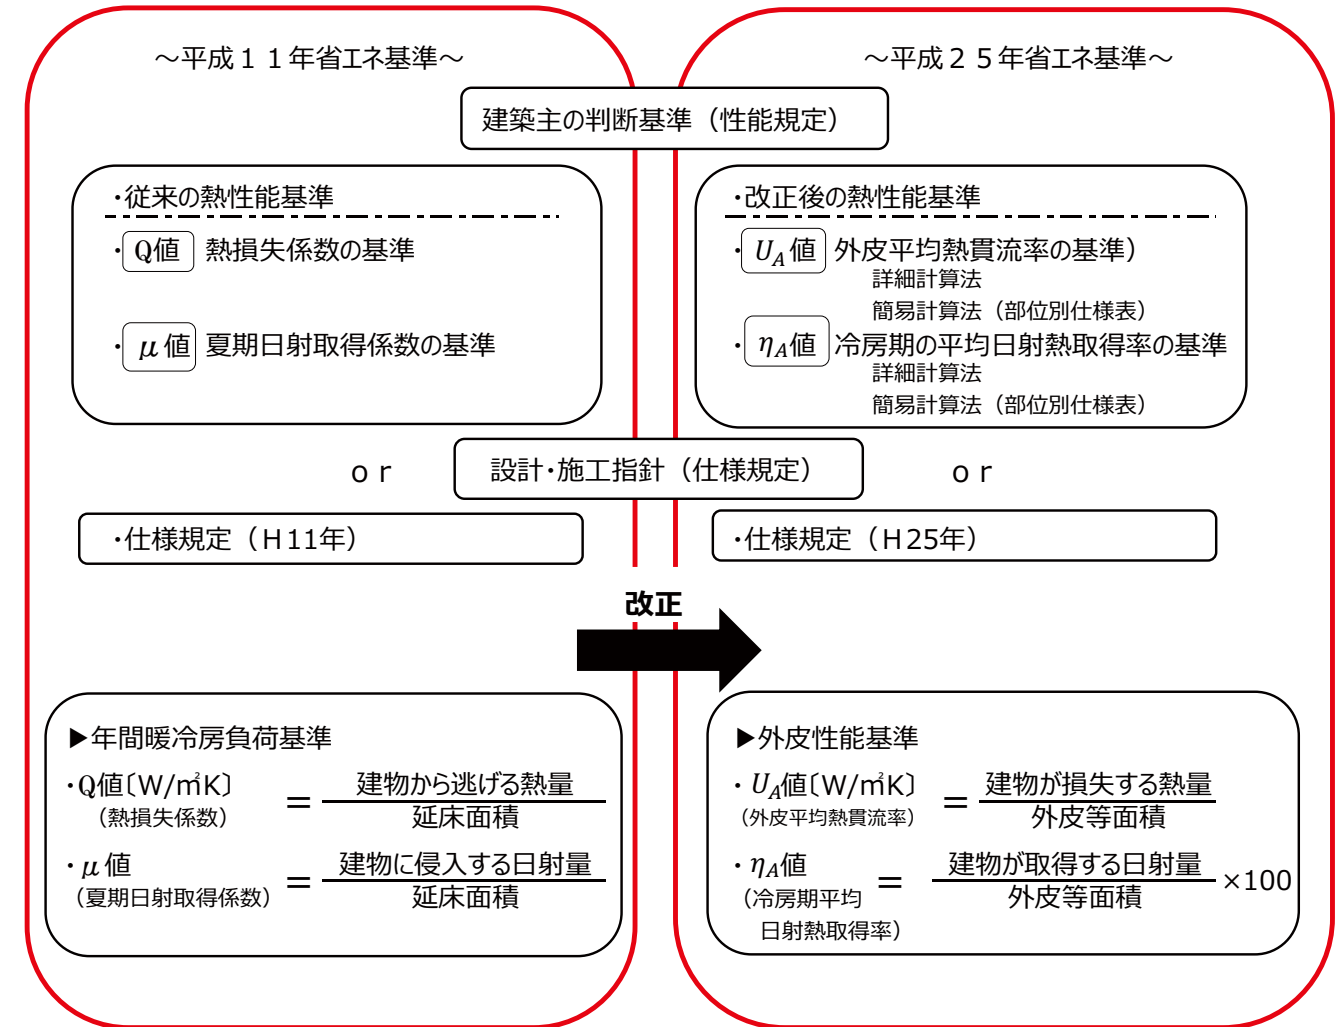 ～平成１１年省エネ基準～
～平成２５年省エネ基準～
建築主の判断基準（性能規定）
・従来の熱性能基準
・Q値 熱損失係数の基準
・μ値 夏期日射取得係数の基準
・改正後の熱性能基準
・U_A値 外皮平均熱貫流率の基準）
詳細計算法
簡易計算法（部位別仕様表）
・η_A値 冷房期の平均日射熱取得率の基準
詳細計算法
簡易計算法（部位別仕様表）
or
設計・施工指針（仕様規定）
or
・仕様規定（H11年）
・仕様規定（H25年）
改正
▶年間暖冷房負荷基準
・Q値〔W/㎡K〕
（熱損失係数）
＝
建物から逃げる熱量
延床面積
・μ値
（夏期日射取得係数）
＝
建物に侵入する日射量
延床面積
▶外皮性能基準
・U_A値〔W/㎡K〕
（外皮平均熱貫流率）
＝
建物が損失する熱量
外皮等面積
・η_A値
（冷房期平均
日射熱取得率）
＝
建物が取得する日射量
外皮等面積
×100